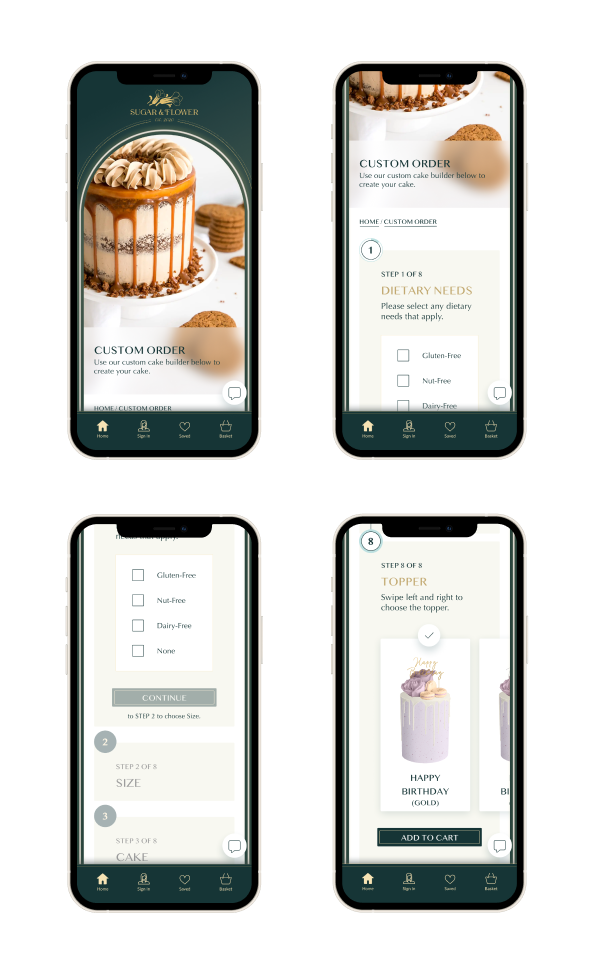 SUGAR & FLOWER
CUSTOM ORDER
Use our custom cake builder below to
create your cake.
HOME / CUSTOM ORDER
Home
Sign in
Saved
Basket
CUSTOM ORDER
Use our custom cake builder below to
create your cake.
HOME / CUSTOM ORDER
1
STEP 1 OF 8
DIETARY NEEDS
Please select any dietary
needs that apply.
Gluten-Free
Nut-Free
Dairy-Free
Home
Sign in
Saved
Basket
needs that apply.
Gluten-Free
Nut-Free
Dairy-Free
None
CONTINUE
to STEP 2 to choose Size.
2
STEP 2 OF 8
SIZE
3
STEP 3 OF 8
CAKE
Home
Sign in
Saved
Basket
8
STEP 8 OF 8
TOPPER
Swipe left and right to
choose the topper.
Happy
HAPPY
BIRTHDAY
(GOLD)
ADD TO CART
Home
Sign in
Saved
Basket